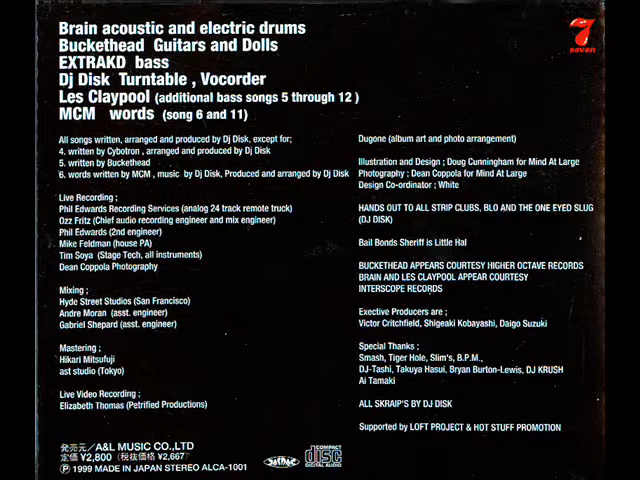 Brain acoustic and electric drums
Buckethead Guitars and Dolls
EXTRAKD bass
Dj Disk Turntable , Vocorder
Les Claypool (additional bass songs 5 through 12 )
MCM words (song 6 and 11)
7
seven
All songs written, arranged and produced by Dj Disk, except for;
4. written by Cybotron , arranged and produced by Dj Disk
5. written by Buckethead
6. words written by MCM , music by Dj Disk, Produced and arranged by Dj Disk
Live Recording ;
Phil Edwards Recording Services (analog 24 track remote truck)
Ozz Fritz (Chief audio recording engineer and mix engineer)
Phil Edwards (2nd engineer)
Mike Feldman (house PA)
Tim Soya (Stage Tech, all instruments)
Dean Coppola Photography
Mixing ;
Hyde Street Studios (San Francisco)
Andre Moran (asst. engineer)
Gabriel Shepard (asst. engineer)
Mastering ;
Hikari Mitsufuji
ast studio (Tokyo)
Live Video Recording ;
Elizabeth Thomas (Petrified Productions)
Dugone (album art and photo arrangement)
Illustration and Design ; Doug Cunningham for Mind At Large
Photography ; Dean Coppola for Mind At Large
Design Co-ordinator ; White
HANDS OUT TO ALL STRIP CLUBS, BLO AND THE ONE EYED SLUG
(DJ DISK)
Bail Bonds Sheriff is Little Hal
BUCKETHEAD APPEARS COURTESY HIGHER OCTAVE RECORDS
BRAIN AND LES CLAYPOOL APPEAR COURTESY
INTERSCOPE RECORDS
Exective Producers are ;
Victor Critchfield, Shigeaki Kobayashi, Daigo Suzuki
Special Thanks ;
Smash, Tiger Hole, Slim's, B.P.M.,
DJ-Tashi, Takuya Hasui, Bryan Burton-Lewis, DJ KRUSH
Ai Tamaki
ALL SKRAIP'S BY DJ DISK
Supported by LOFT PROJECT & HOT STUFF PROMOTION
発売元/A&L MUSIC CO.,LTD
定価 ¥2,800 (税抜価格 ¥2,667)
Ⓟ 1999 MADE IN JAPAN STEREO ALCA-1001
COMPACT
disc
DIGITAL AUDIO